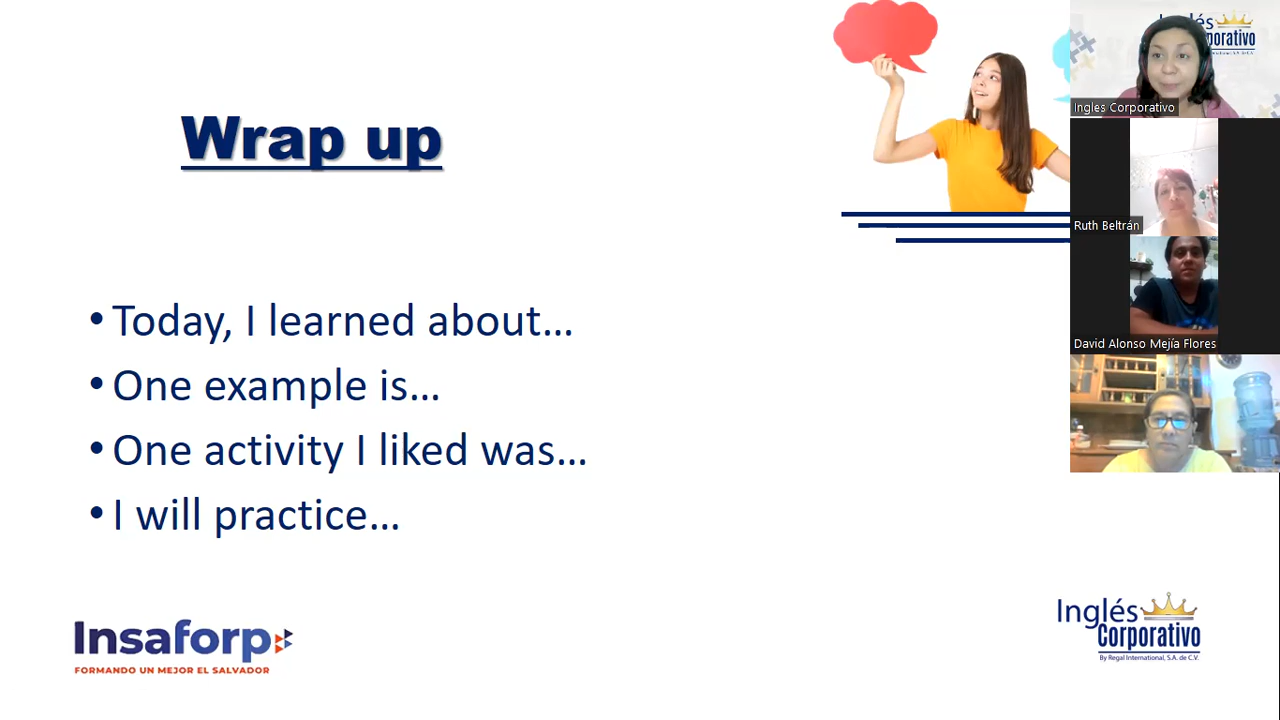 Wrap up
• Today, I learned about...
• One example is...
• One activity I liked was...
• I will practice...
Insaforp
FORMANDO UN MEJOR EL SALVADOR
Inglés
Corporativo
By Regal International, S.A. de C.V.
Ingles Corporativo
Ruth Beltrán
David Alonso Mejía Flores